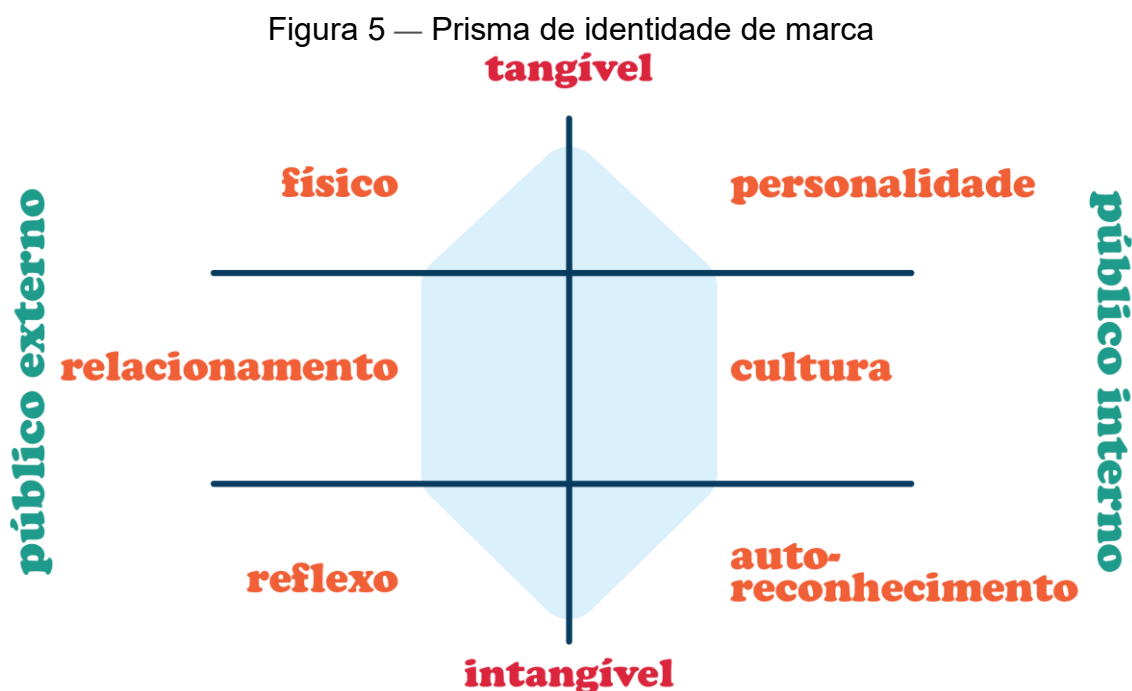 Figura 5 — Prisma de identidade de marca
tangível
físico
personalidade
público externo
público interno
relacionamento
cultura
reflexo
auto-
reconhecimento
intangível